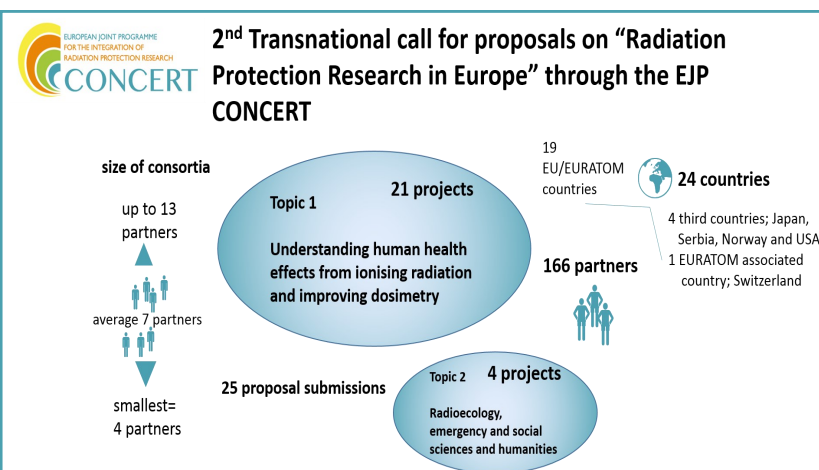 EUROPEAN JOINT PROGRAMME
FOR THE INTEGRATION OF
RADIATION PROTECTION RESEARCH
CONCERT
2nd Transnational call for proposals on “Radiation
Protection Research in Europe” through the EJP
CONCERT
size of consortia
up to 13
partners
average 7 partners
smallest=
4 partners
Topic 1
21 projects
Understanding human health
effects from ionising radiation
and improving dosimetry
25 proposal submissions
Topic 2
4 projects
Radioecology,
emergency and social
sciences and humanities
19
EU/EURATOM
countries
24 countries
4 third countries; Japan,
Serbia, Norway and USA
1 EURATOM associated
country; Switzerland
166 partners